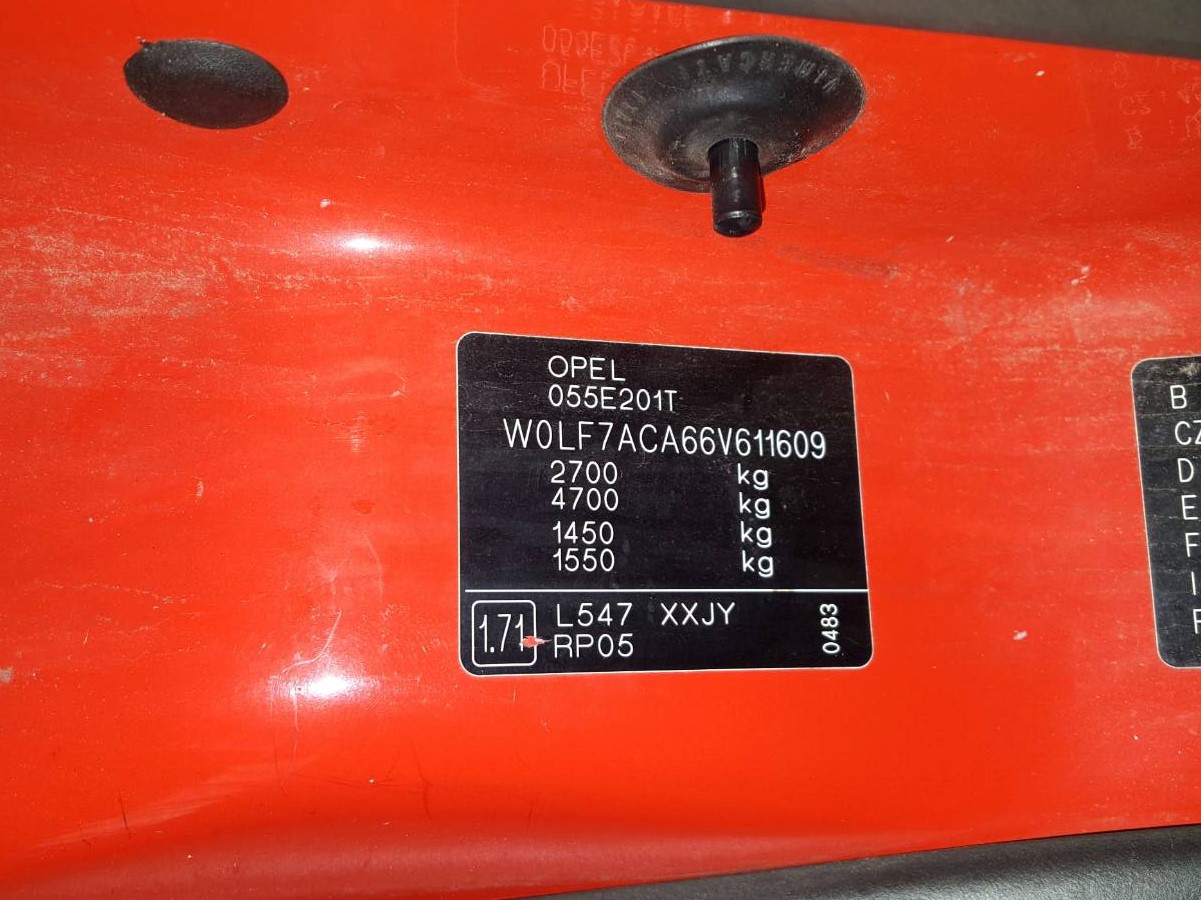 OPEL
055E201T
W0LF7ACA66V611609
2700 kg
4700 kg
1450 kg
1550 kg
1.71 L547 XXJY
RP05
0483
B
CZ
D
E
F
I